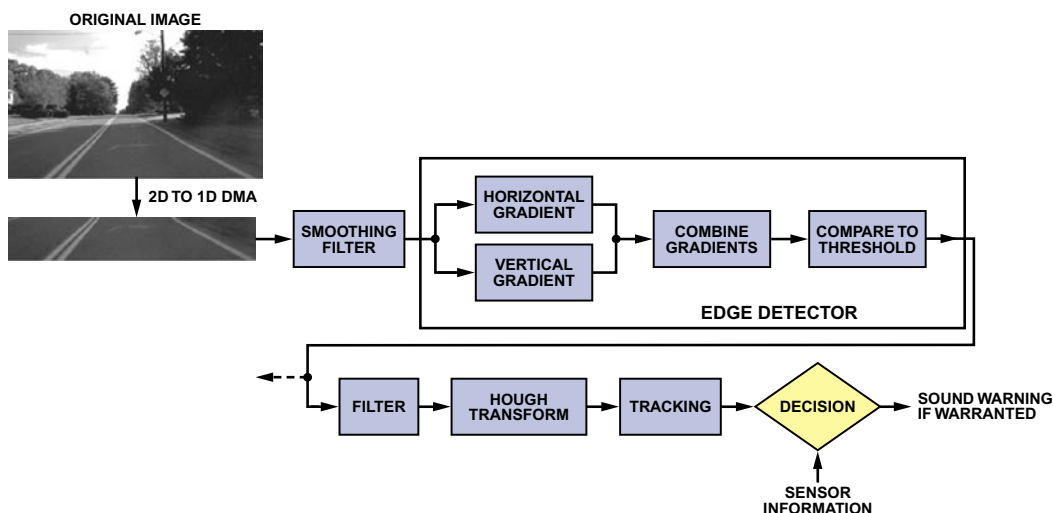 ORIGINAL IMAGE
2D TO 1D DMA
SMOOTHING
FILTER
HORIZONTAL
GRADIENT
VERTICAL
GRADIENT
COMBINE
GRADIENTS
COMPARE TO
THRESHOLD
EDGE DETECTOR
FILTER
HOUGH
TRANSFORM
TRACKING
DECISION
SOUND WARNING
IF WARRANTED
SENSOR
INFORMATION